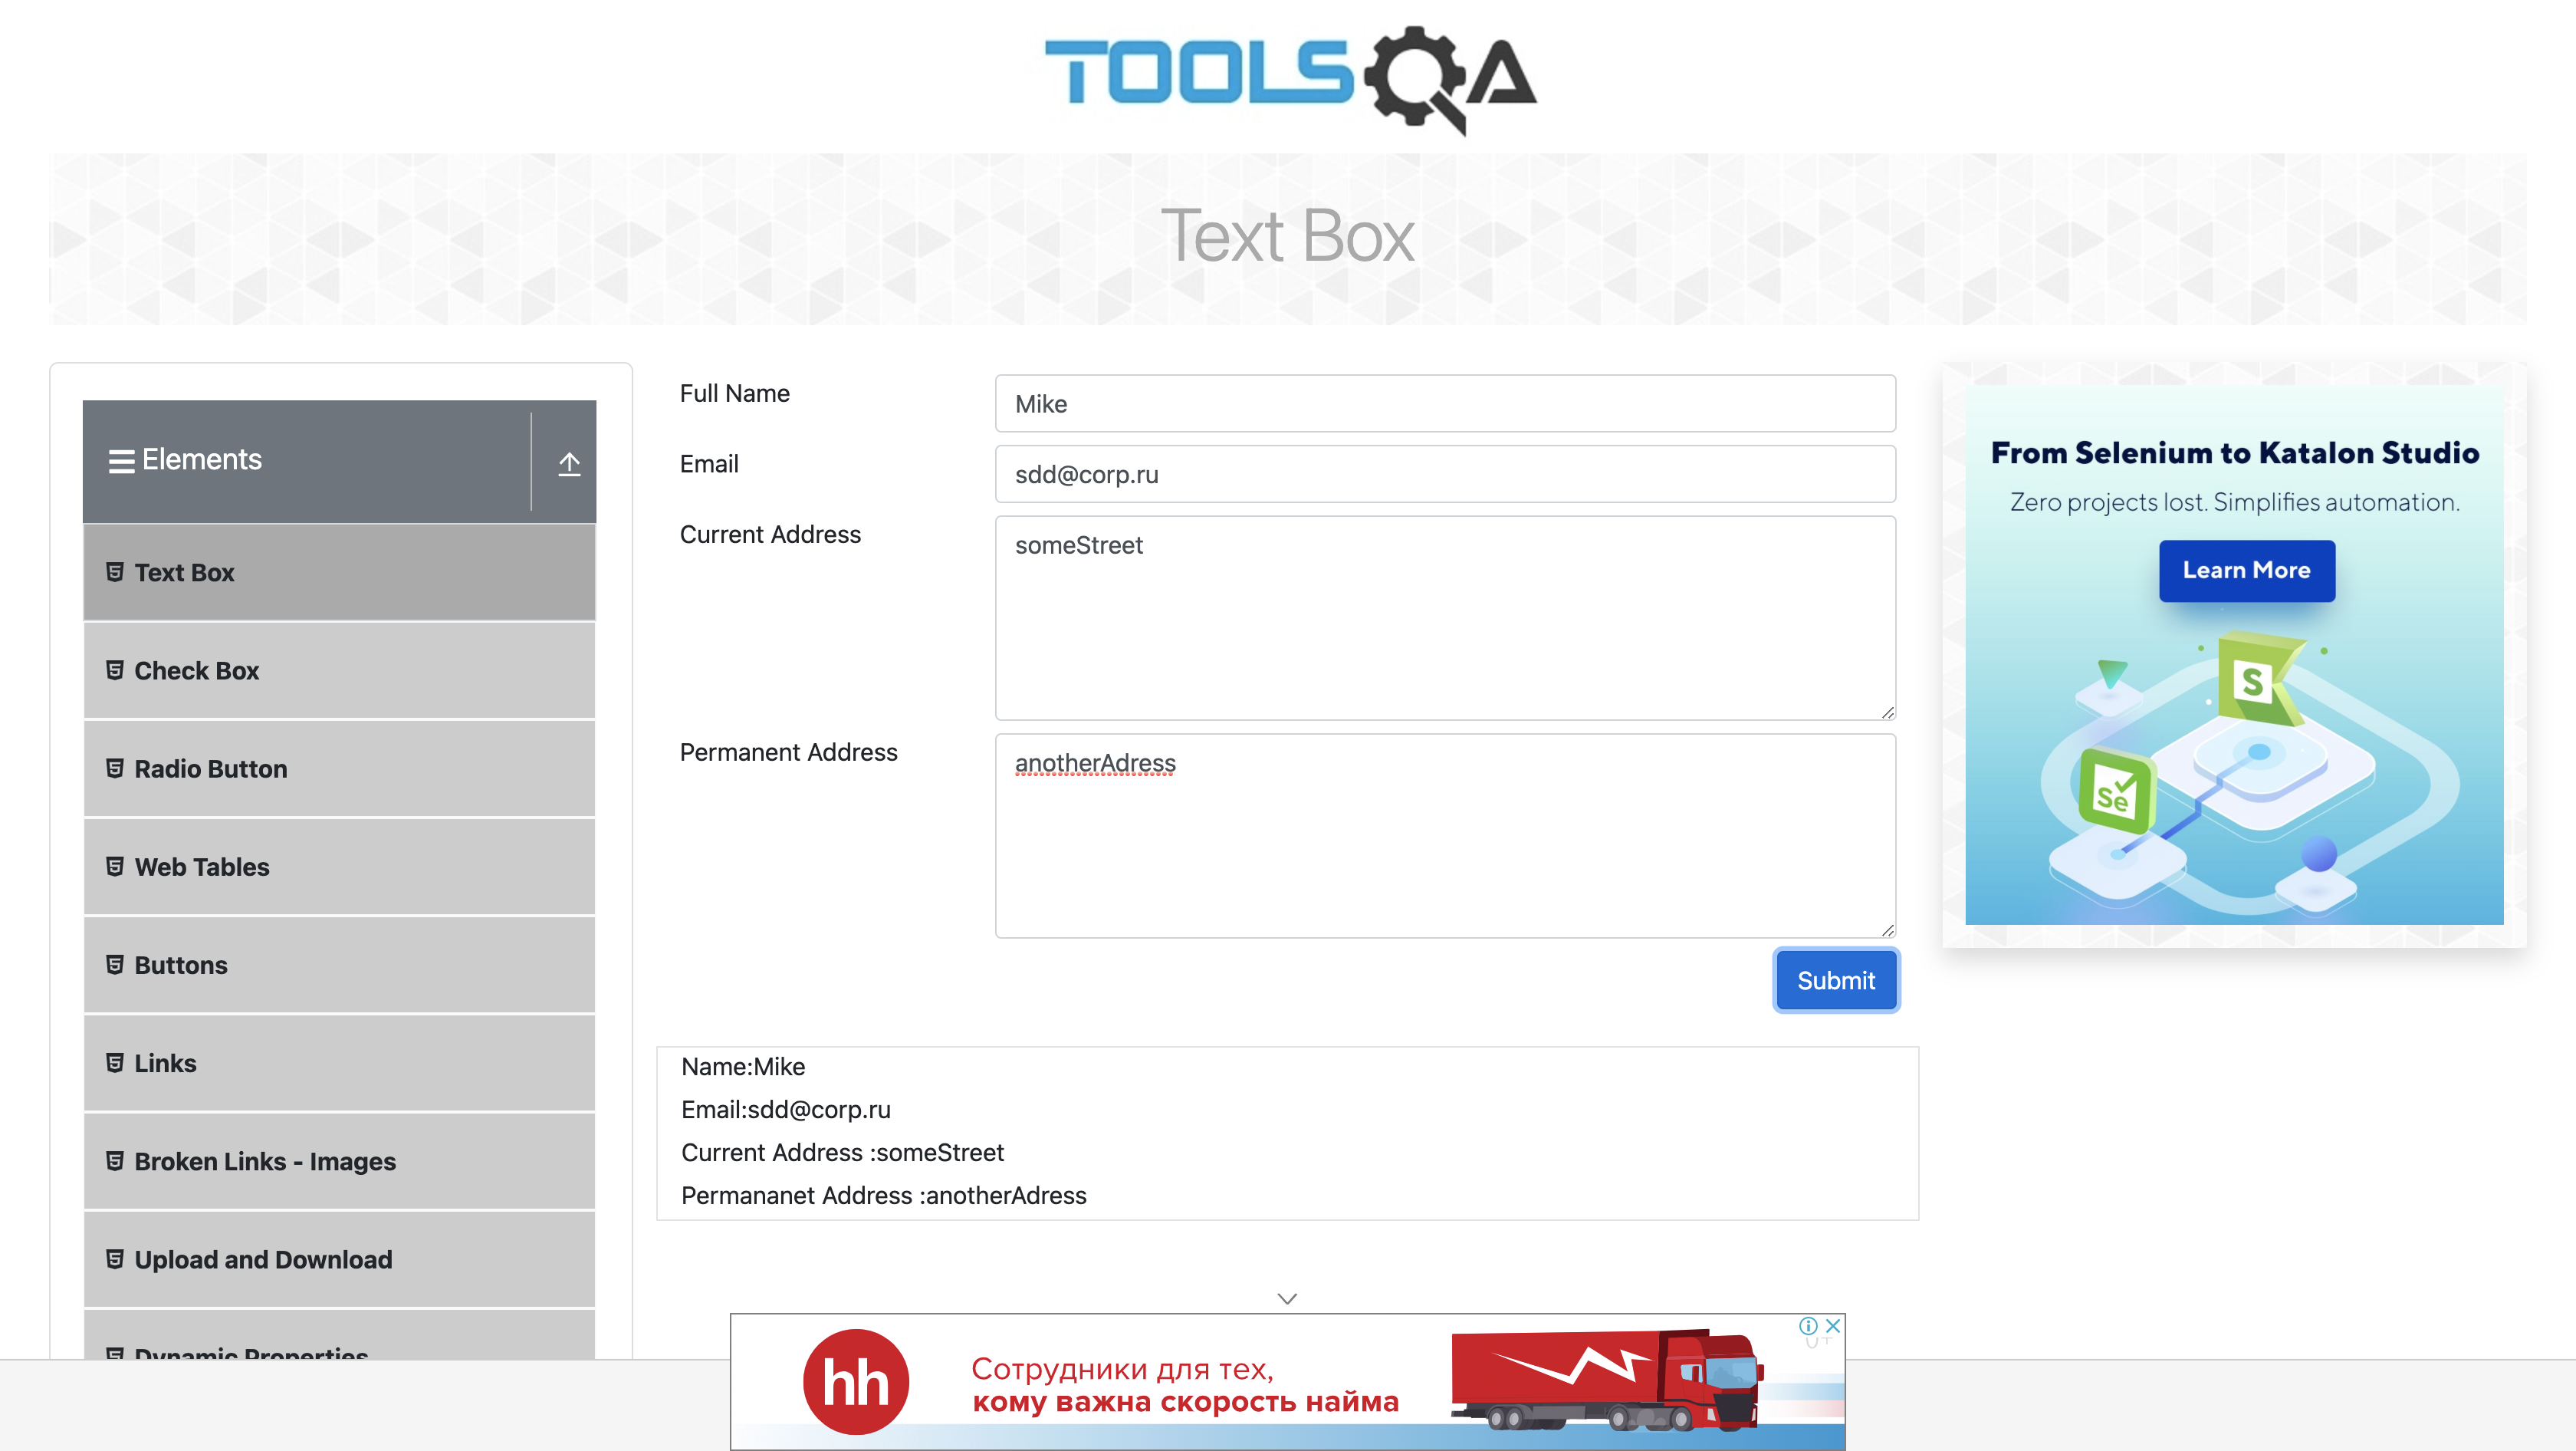 TOOLSQA
Text Box
Elements
Text Box
Check Box
Radio Button
Web Tables
Buttons
Links
Broken Links - Images
Upload and Download
Dynamic Properties
Full Name
Mike
Email
sdd@corp.ru
Current Address
someStreet
Permanent Address
anotherAdress
Submit
Name:Mike
Email:sdd@corp.ru
Current Address :someStreet
Permananet Address :anotherAdress
From Selenium to Katalon Studio
Zero projects lost. Simplifies automation.
Learn More
S
Se
hh
Сотрудники для тех,
кому важна скорость найма
0+